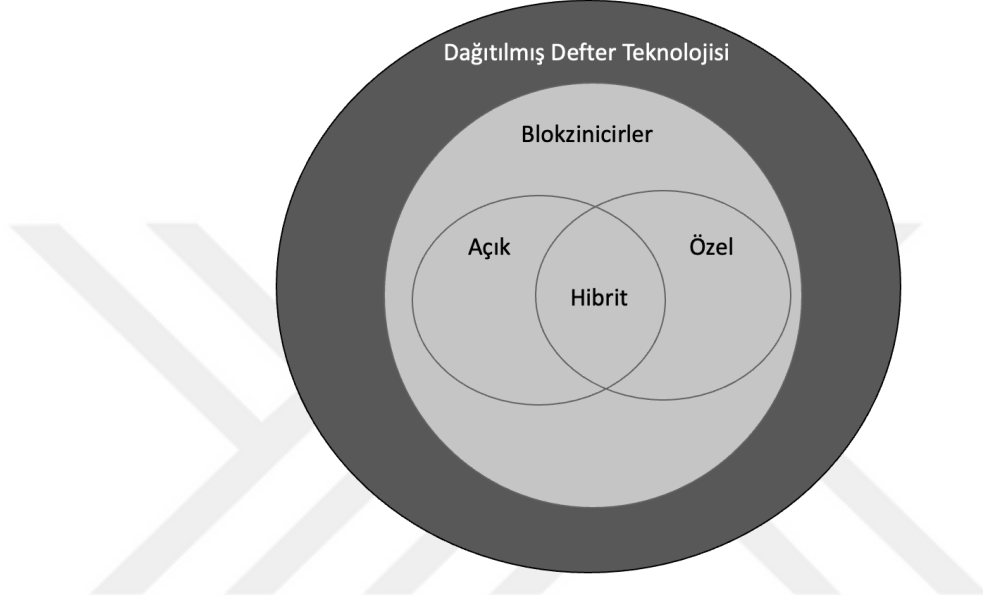 Dağıtılmış Defter Teknolojisi
Blokzinicirler
Açık
Özel
Hibrit